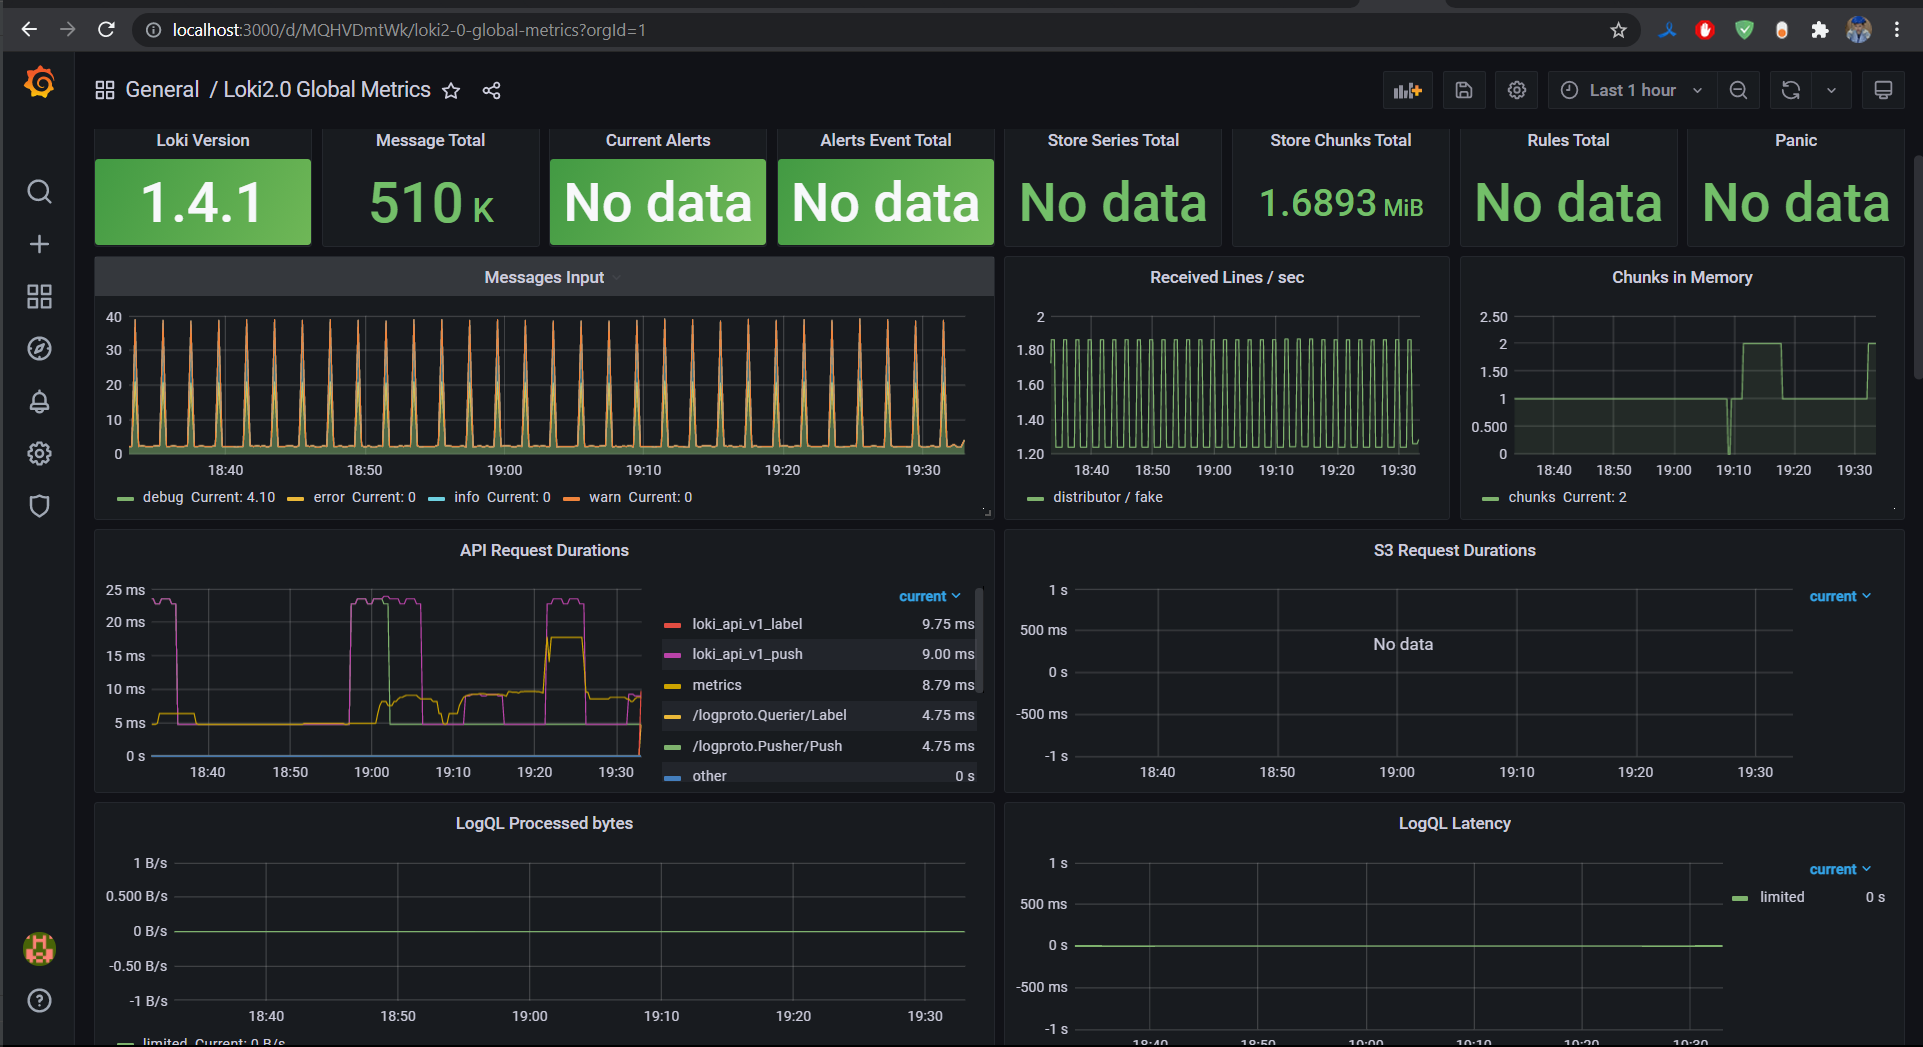 localhost:3000/d/MQHVDmtWk/loki2-0-global-metrics?orgId=1
General / Loki2.0 Global Metrics
Last 1 hour
Loki Version
1.4.1
Message Total
510 K
Current Alerts
No data
Alerts Event Total
No data
Store Series Total
No data
Store Chunks Total
1.6893 MiB
Rules Total
No data
Panic
No data
Messages Input
40
30
20
10
0
18:40 18:50 19:00 19:10 19:20 19:30
debug Current: 4.10 error Current: 0 info Current: 0 warn Current: 0
Received Lines / sec
2
1.80
1.60
1.40
1.20
18:40 18:50 19:00 19:10 19:20 19:30
distributor / fake
Chunks in Memory
2.50
2
1.50
1
0.500
0
18:40 18:50 19:00 19:10 19:20 19:30
chunks Current: 2
API Request Durations
25 ms
20 ms
15 ms
10 ms
5 ms
0 s
18:40 18:50 19:00 19:10 19:20 19:30
current
loki_api_v1_label 9.75 ms
loki_api_v1_push 9.00 ms
metrics 8.79 ms
/logproto.Querier/Label 4.75 ms
/logproto.Pusher/Push 4.75 ms
other 0 s
S3 Request Durations
1 s
500 ms
0 s
-500 ms
-1 s
No data
18:40 18:50 19:00 19:10 19:20 19:30
current
LogQL Processed bytes
1 B/s
0.500 B/s
0 B/s
-0.50 B/s
-1 B/s
18:40 18:50 19:00 19:10 19:20 19:30
limited Current: 0 B/s
LogQL Latency
1 s
500 ms
0 s
-500 ms
-1 s
18:40 18:50 19:00 19:10 19:20 19:30
current
limited 0 s